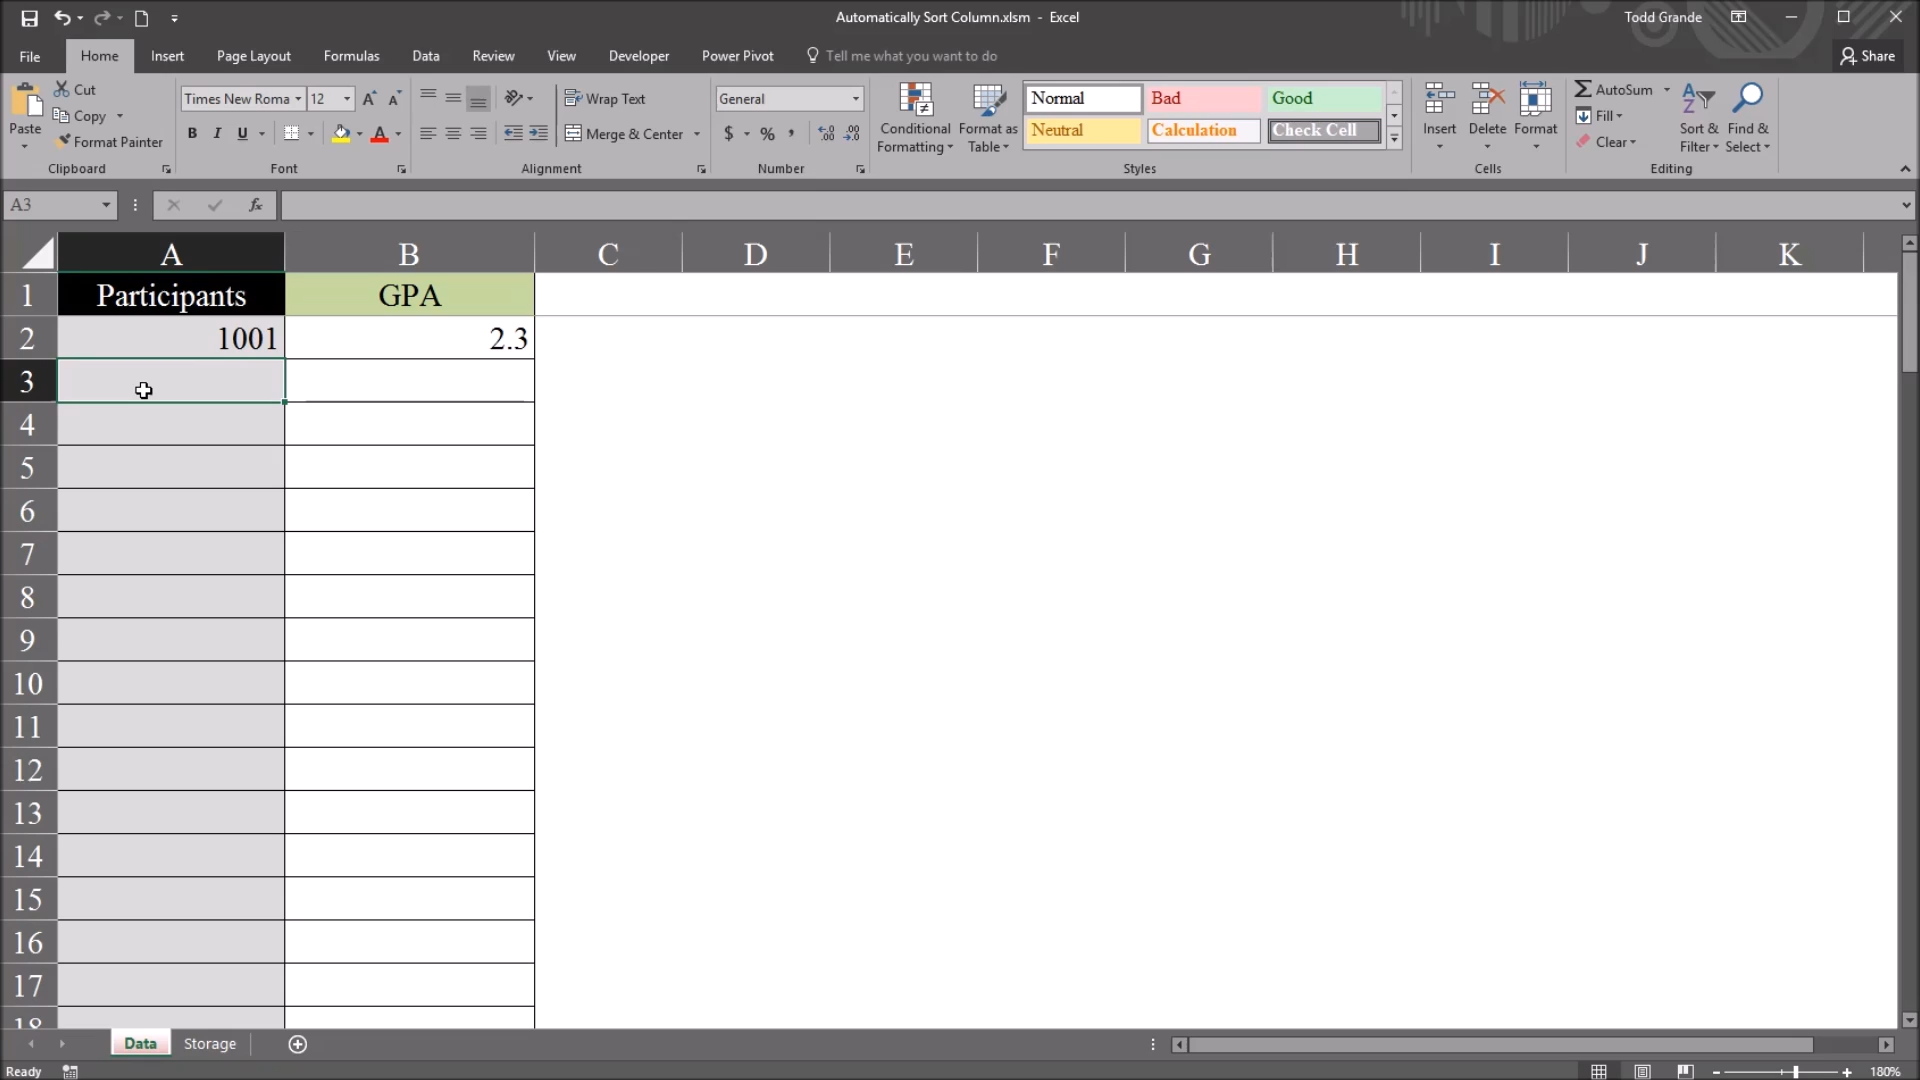 Automatically Sort Column.xlsm - Excel
Todd Grande
File Home Insert Page Layout Formulas Data Review View Developer Power Pivot Tell me what you want to do
Share
Paste
Cut
Copy
Format Painter
Clipboard
Times New Roma 12
B I U
Font
Wrap Text
Merge & Center
Alignment
General
$ % ,
Number
Conditional Formatting
Format as Table
Normal Bad Good
Neutral Calculation Check Cell
Styles
Insert Delete Format
Cells
AutoSum
Fill
Clear
Sort & Filter
Find & Select
Editing
A3
fx
A B C D E F G H I J K
1 Participants GPA
2 1001 2.3
3
4
5
6
7
8
9
10
11
12
13
14
15
16
17
18
Data Storage
Ready
180%